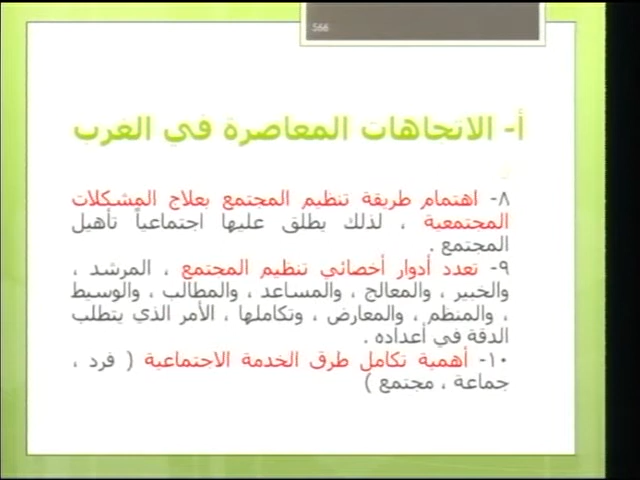 566
أ- الاتجاهات المعاصرة في الغرب
٨- اهتمام طريقة تنظيم المجتمع بعلاج المشكلات
المجتمعية ، لذلك يطلق عليها اجتماعياً تأهيل
المجتمع .
٩- تعدد أدوار أخصائي تنظيم المجتمع ، المرشد ،
والخبير ، والمعالج ، والمساعد ، والمطالب ، والوسيط
، والمنظم ، والمعارض ، وتكاملها ، الأمر الذي يتطلب
الدقة في أعداده .
١٠- أهمية تكامل طرق الخدمة الاجتماعية ( فرد ،
جماعة ، مجتمع )